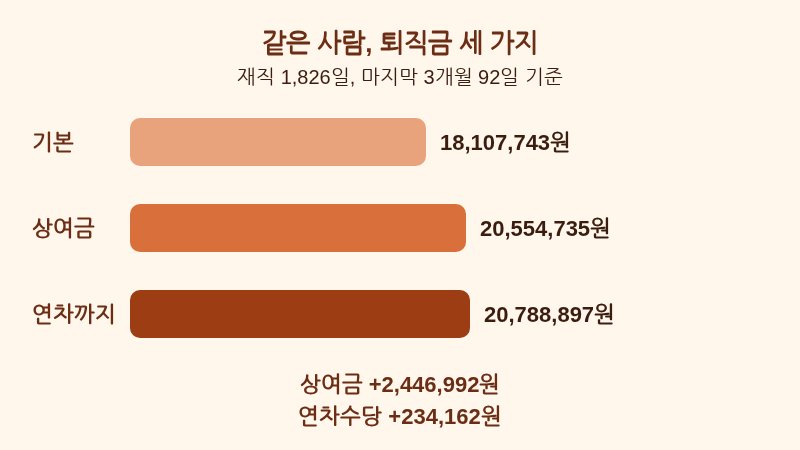 같은 사람, 퇴직금 세 가지
재직 1,826일, 마지막 3개월 92일 기준
기본 18,107,743원
상여금 20,554,735원
연차까지 20,788,897원
상여금 +2,446,992원
연차수당 +234,162원